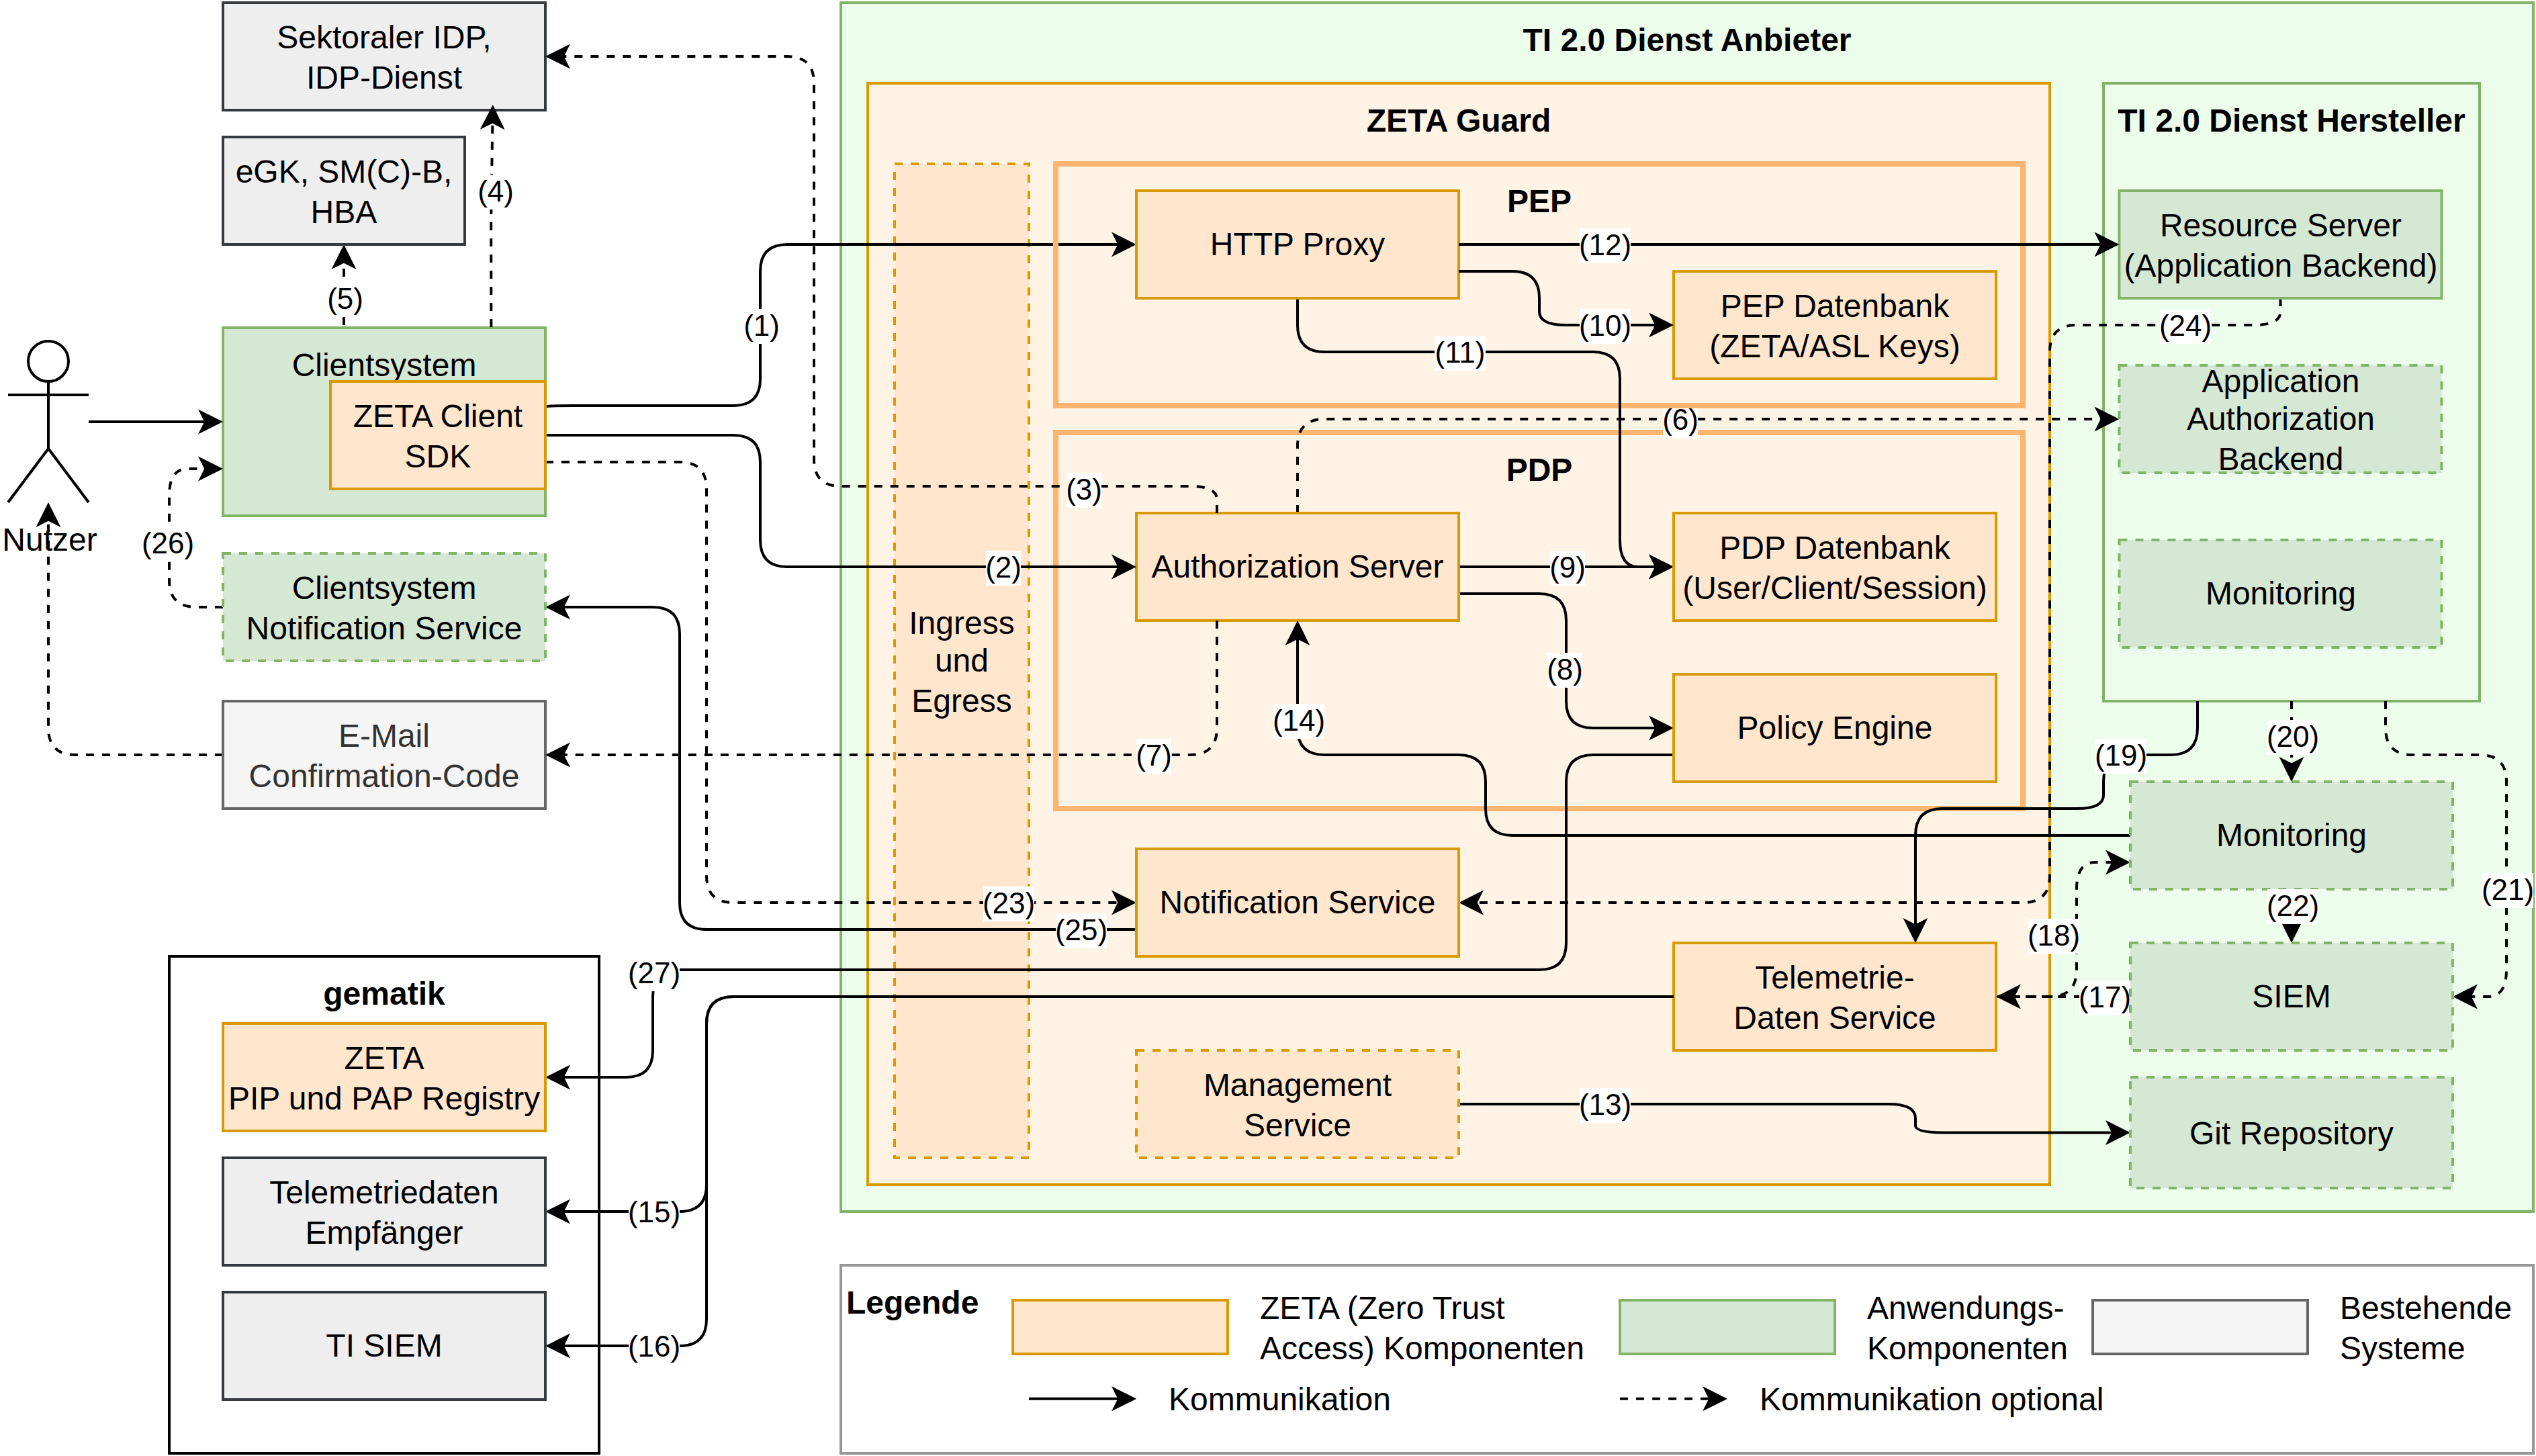 Sektoraler IDP,
IDP-Dienst
eGK, SM(C)-B,
HBA
(4)
(5)
Clientsystem
ZETA Client
SDK
Nutzer
(26)
Clientsystem
Notification Service
E-Mail
Confirmation-Code
gematik
ZETA
PIP und PAP Registry
Telemetriedaten
Empfänger
TI SIEM
(27)
(15)
(16)
(1)
TI 2.0 Dienst Anbieter
ZETA Guard
Ingress
und
Egress
PEP
HTTP Proxy
(12)
(10)
(11)
PEP Datenbank
(ZETA/ASL Keys)
(6)
PDP
(3)
(2)
Authorization Server
(9)
PDP Datenbank
(User/Client/Session)
(8)
(14)
(7)
Policy Engine
(23)
(25)
Notification Service
Telemetrie-
Daten Service
Management
Service
(13)
TI 2.0 Dienst Hersteller
Resource Server
(Application Backend)
(24)
Application
Authorization
Backend
Monitoring
(19)
(20)
Monitoring
(21)
(22)
(18)
(17)
SIEM
Git Repository
Legende
ZETA (Zero Trust
Access) Komponenten
Anwendungs-
Komponenten
Bestehende
Systeme
Kommunikation
Kommunikation optional